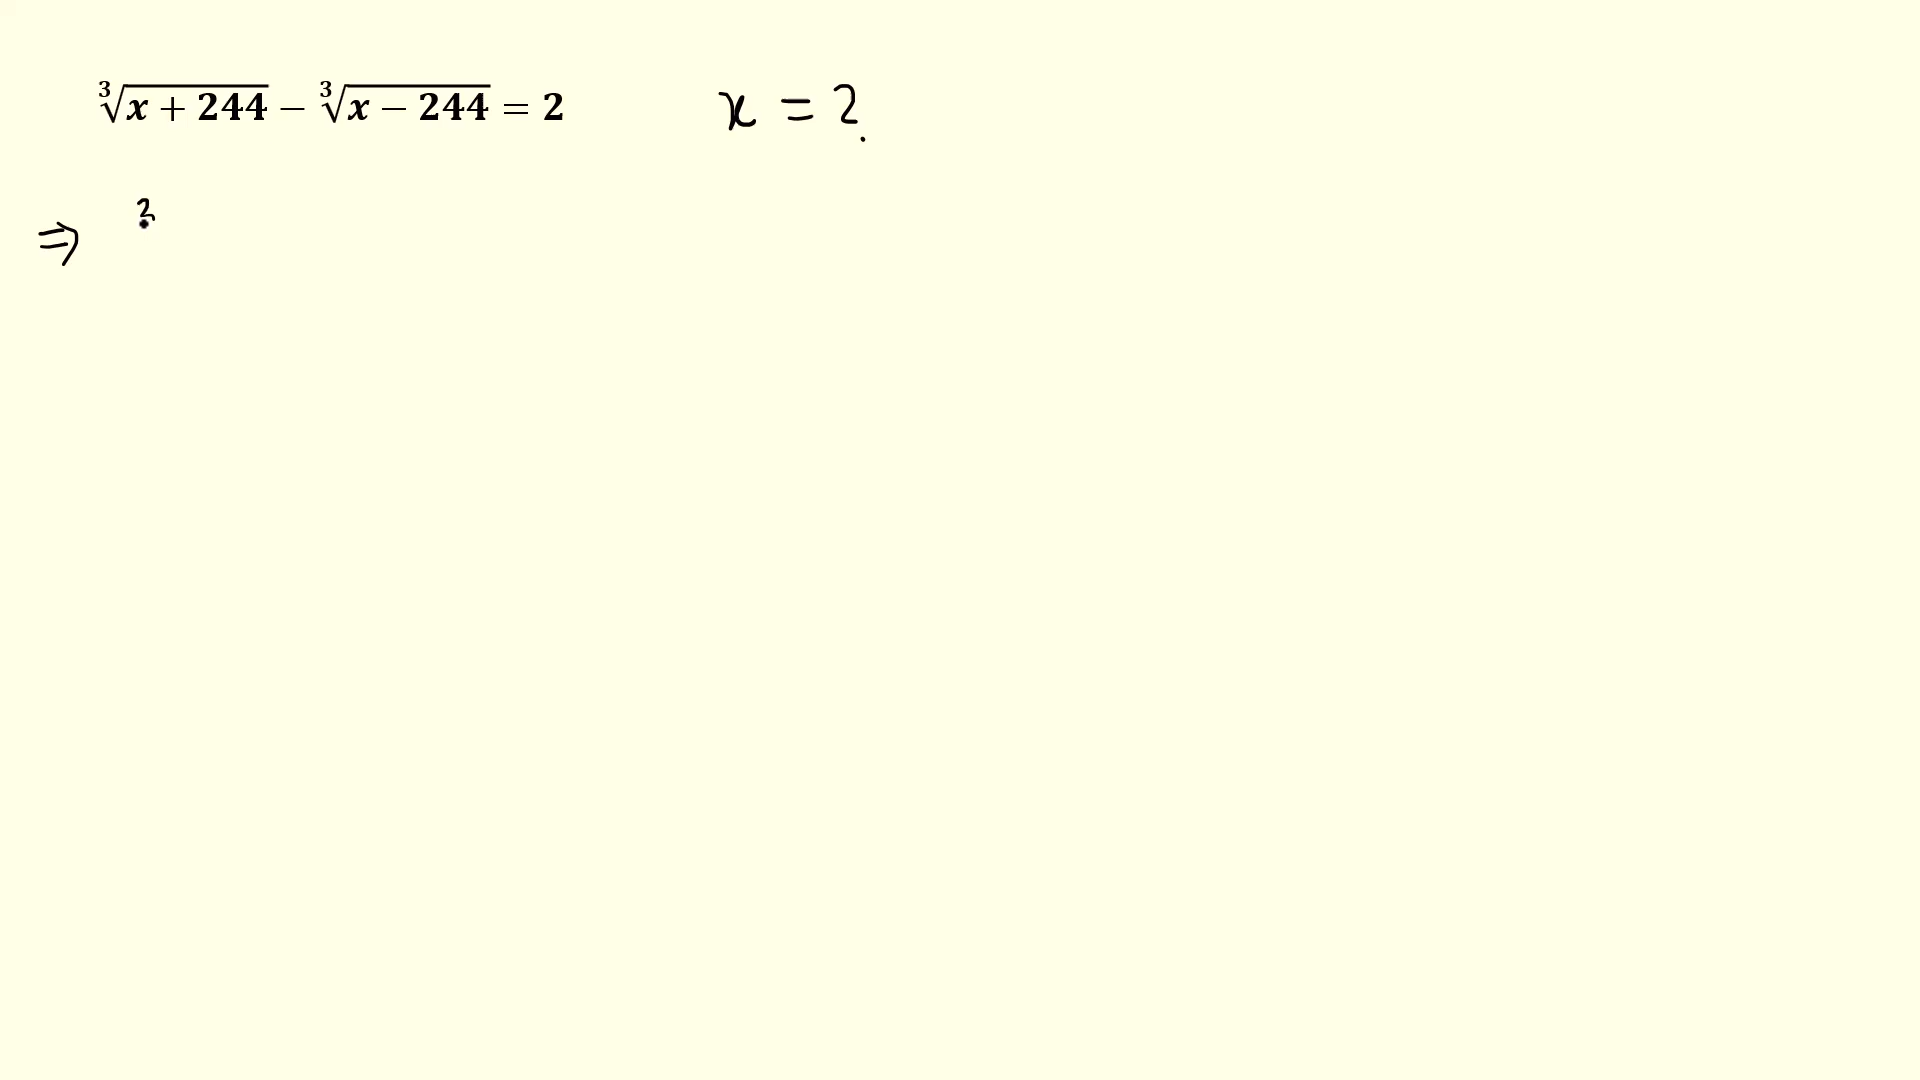 ∛(x + 244) − ∛(x − 244) = 2 x = ?
⇒